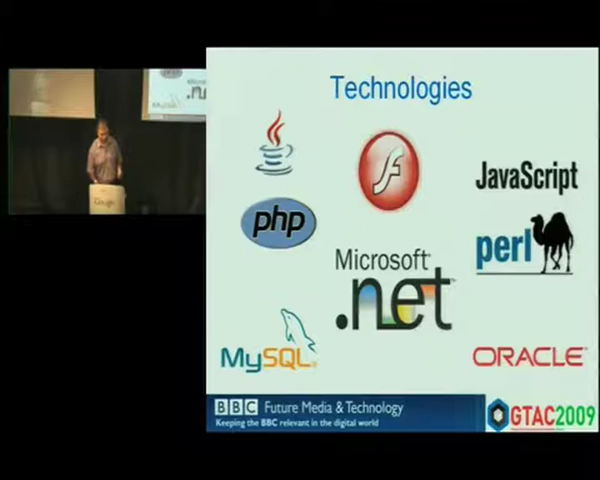 Technologies
php
JavaScript
perl
Microsoft
.net
MySQL
ORACLE
BBC Future Media & Technology
Keeping the BBC relevant in the digital world
GTAC2009
Google